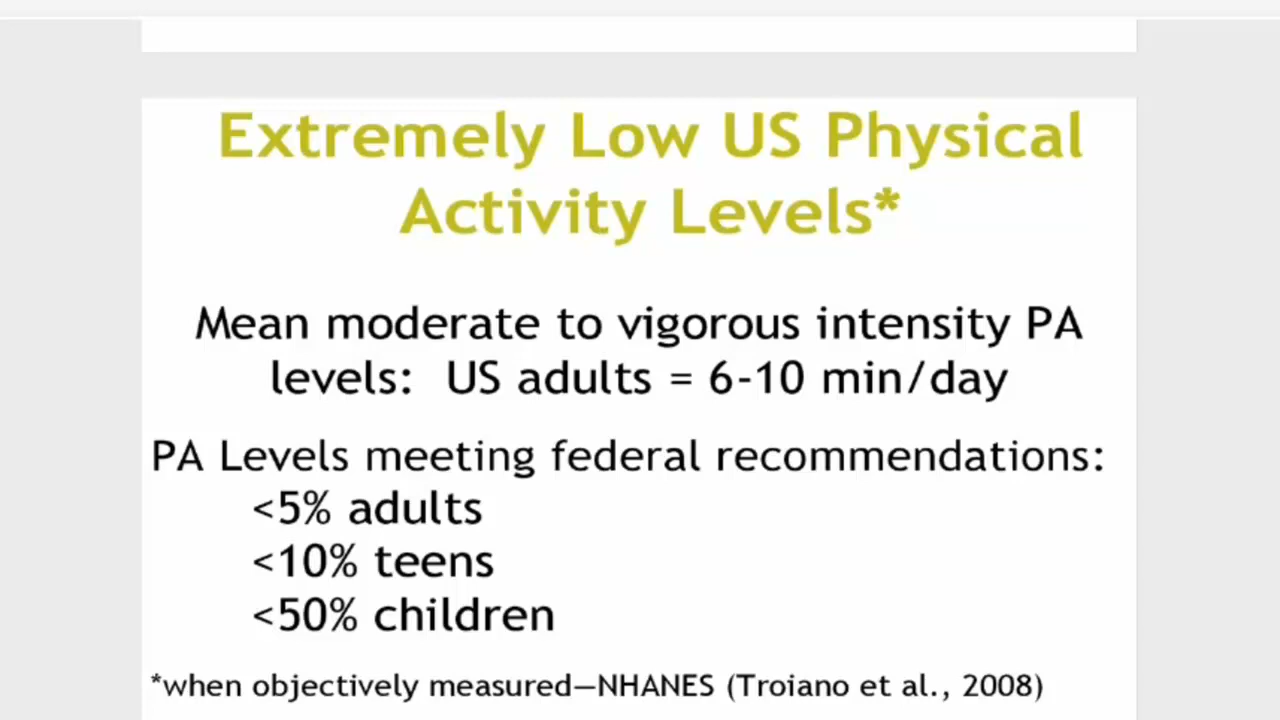 Extremely Low US Physical
Activity Levels*
Mean moderate to vigorous intensity PA
levels: US adults = 6-10 min/day
PA Levels meeting federal recommendations:
<5% adults
<10% teens
<50% children
*when objectively measured—NHANES (Troiano et al., 2008)